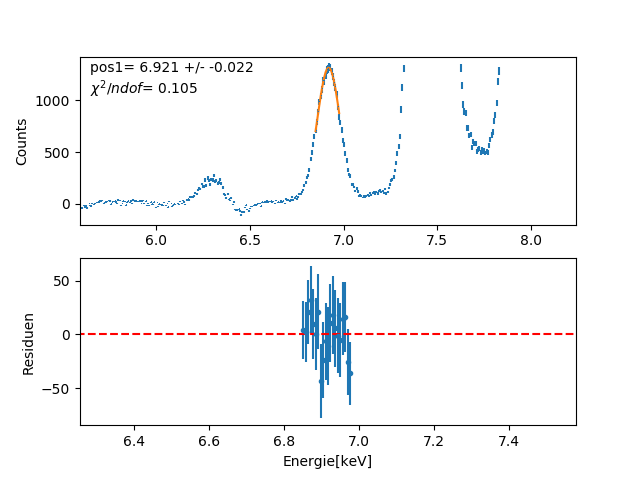 pos1= 6.921 +/- -0.022
χ²/ndof= 0.105
Counts
1000
500
0
6.0 6.5 7.0 7.5 8.0
Residuen
50
0
−50
6.4 6.6 6.8 7.0 7.2 7.4
Energie[keV]